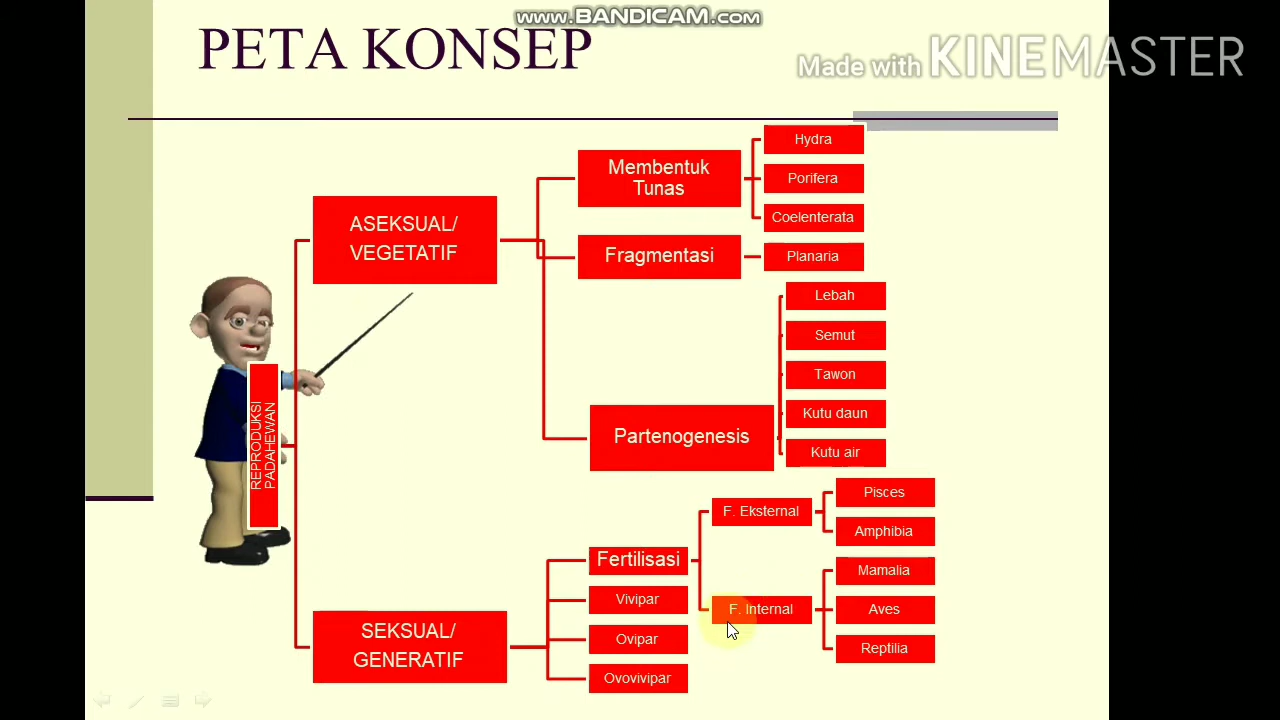 www.BANDICAM.com
PETA KONSEP
Made with KINEMASTER
REPRODUKSI
PADAHEWAN
ASEKSUAL/
VEGETATIF
Membentuk
Tunas
Hydra
Porifera
Coelenterata
Fragmentasi
Planaria
Partenogenesis
Lebah
Semut
Tawon
Kutu daun
Kutu air
SEKSUAL/
GENERATIF
Fertilisasi
F. Eksternal
Pisces
Amphibia
F. Internal
Mamalia
Aves
Reptilia
Vivipar
Ovipar
Ovovivipar